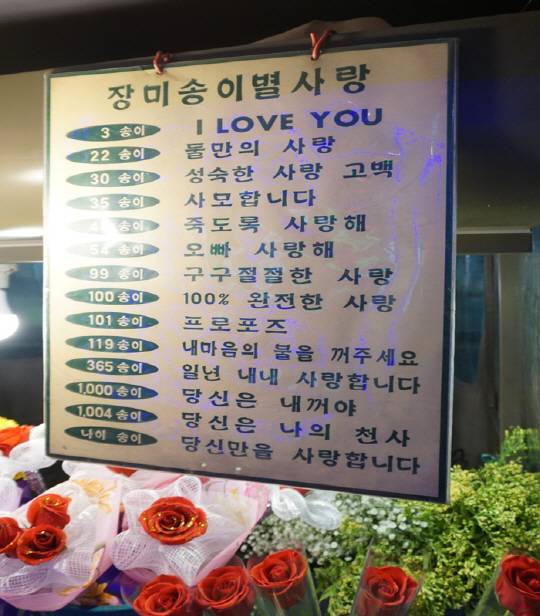 장미송이별사랑
3 송이 I LOVE YOU
22 송이 둘만의 사랑
30 송이 성숙한 사랑 고백
35 송이 사모합니다
송이 죽도록 사랑해
54 송이 오빠 사랑해
99 송이 구구절절한 사랑
100 송이 100% 완전한 사랑
101 송이 프로포즈
119 송이 내마음의 불을 꺼주세요
365 송이 일년 내내 사랑합니다
1,000 송이 당신은 내꺼야
1,004 송이 당신은 나의 천사
나이 송이 당신만을 사랑합니다